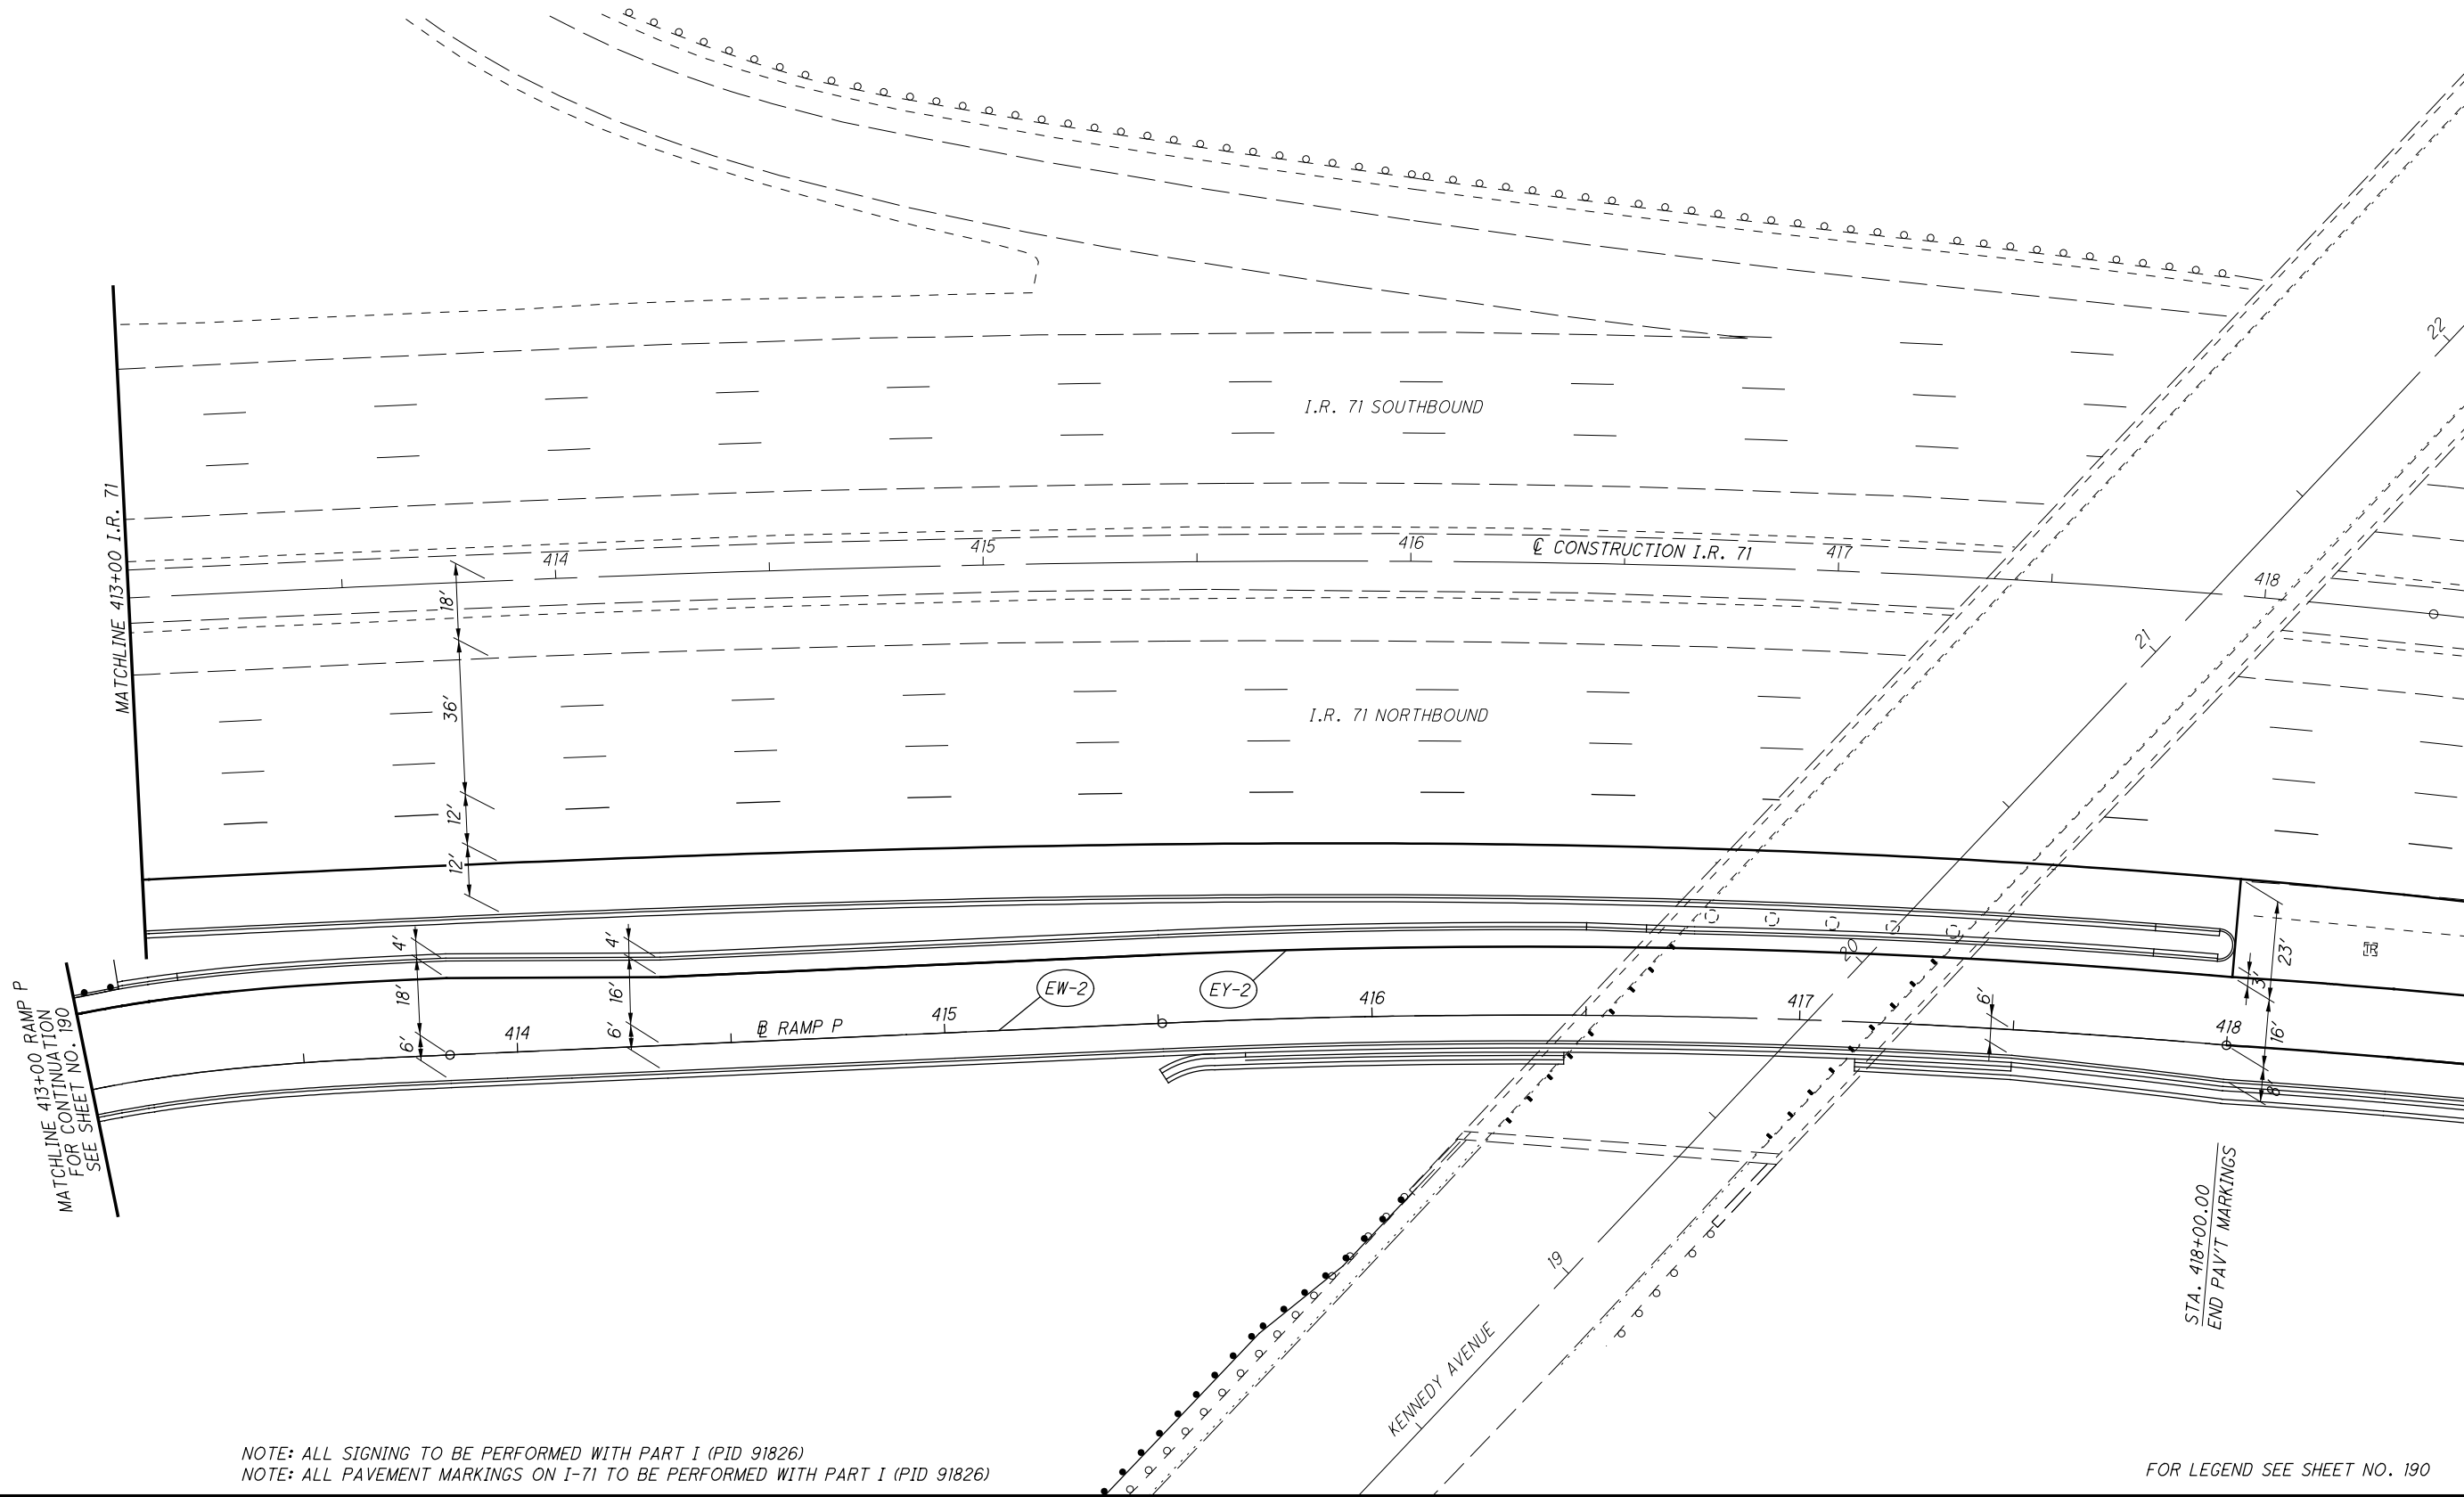 22
I.R. 71 SOUTHBOUND
MATCHLINE 413+00 I.R. 71
414
415
416
℄ CONSTRUCTION I.R. 71
417
418
18'
21
36'
I.R. 71 NORTHBOUND
12'
12'
20
4'
4'
18'
16'
6'
6'
414
℄ RAMP P
415
EW-2
EY-2
416
417
6'
418
23'
3'
16'
8'
MATCHLINE 413+00 RAMP P
FOR CONTINUATION
SEE SHEET NO. 190
19
KENNEDY AVENUE
STA. 418+00.00
END PAV'T MARKINGS
NOTE: ALL SIGNING TO BE PERFORMED WITH PART I (PID 91826)
NOTE: ALL PAVEMENT MARKINGS ON I-71 TO BE PERFORMED WITH PART I (PID 91826)
FOR LEGEND SEE SHEET NO. 190